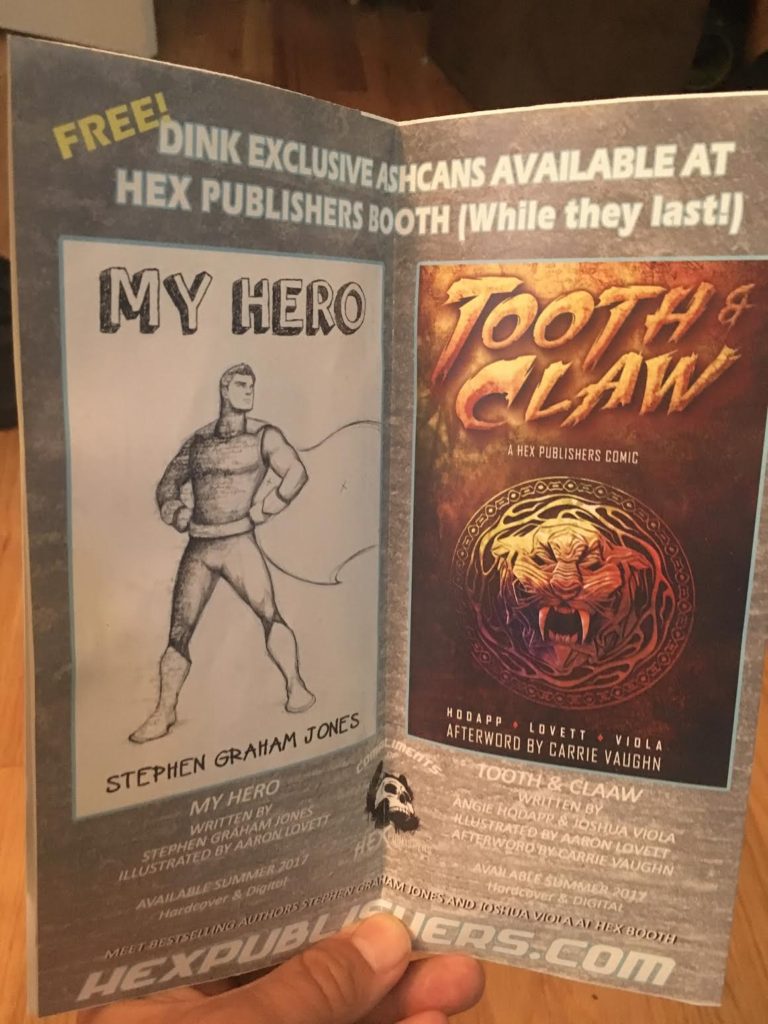 FREE!
DINK EXCLUSIVE ASHCANS AVAILABLE AT
HEX PUBLISHERS BOOTH (While they last!)
MY HERO
STEPHEN GRAHAM JONES
MY HERO
WRITTEN BY
STEPHEN GRAHAM JONES
ILLUSTRATED BY AARON LOVETT
AVAILABLE SUMMER 2017
Hardcover & Digital
TOOTH &
CLAW
A HEX PUBLISHERS COMIC
HODAPP ♦ LOVETT ♦ VIOLA
AFTERWORD BY CARRIE VAUGHN
TOOTH & CLAAW
WRITTEN BY
ANGIE HODAPP & JOSHUA VIOLA
ILLUSTRATED BY AARON LOVETT
AFTERWORD BY CARRIE VAUGHN
AVAILABLE SUMMER 2017
Hardcover & Digital
COMPLIMENTS
HEX
MEET BESTSELLING AUTHORS STEPHEN GRAHAM JONES AND JOSHUA VIOLA AT HEX BOOTH
HEXPUBLISHERS.COM